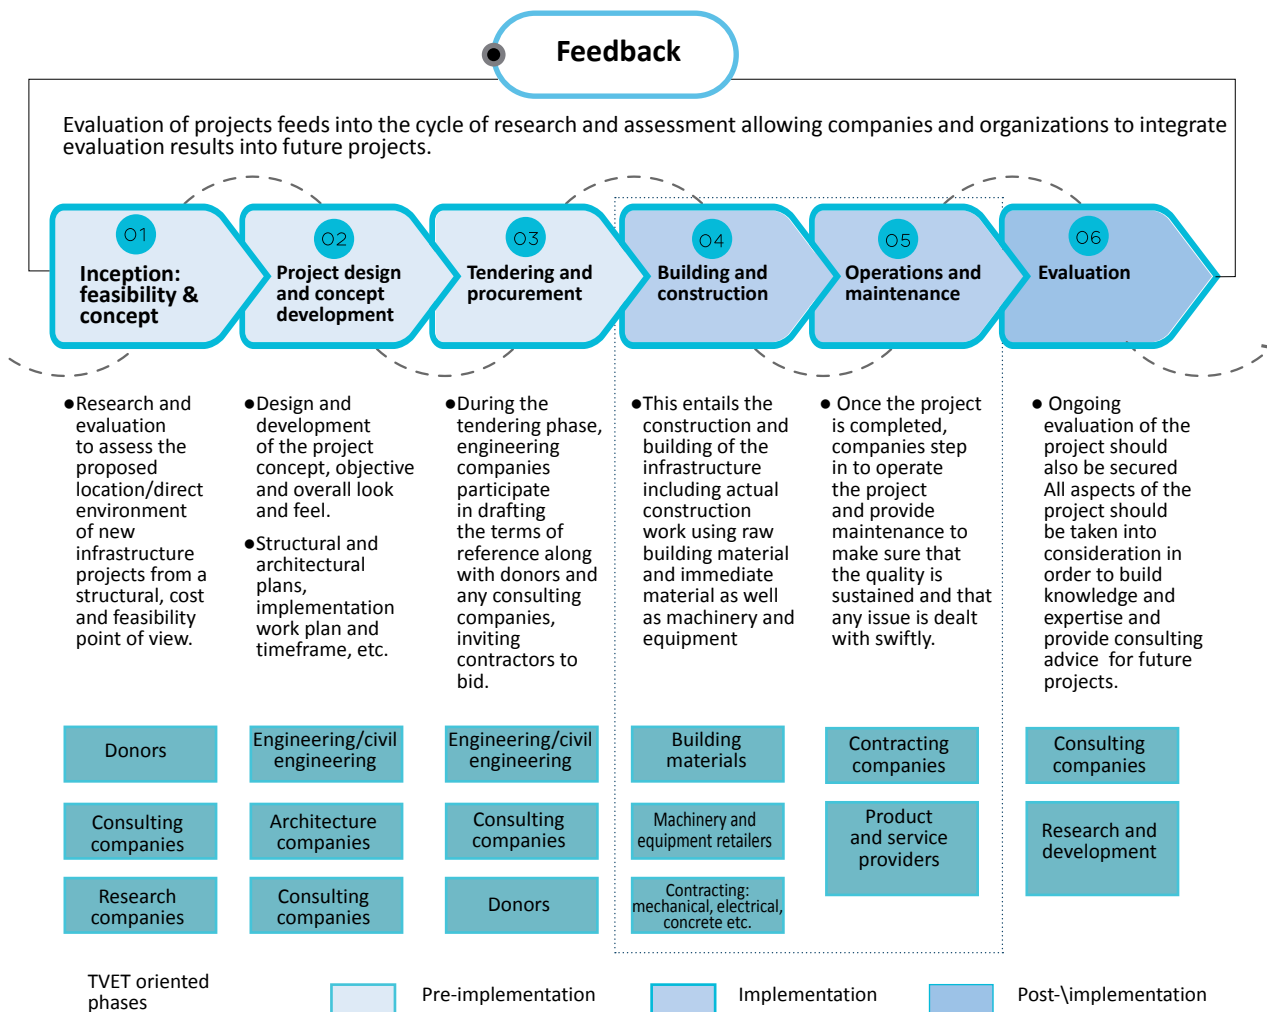 Feedback
Evaluation of projects feeds into the cycle of research and assessment allowing companies and organizations to integrate
evaluation results into future projects.
01
Inception:
feasibility &
concept
02
Project design
and concept
development
03
Tendering and
procurement
04
Building and
construction
05
Operations and
maintenance
06
Evaluation
●Research and
evaluation
to assess the
proposed
location/direct
environment
of new
infrastructure
projects from a
structural, cost
and feasibility
point of view.
●Design and
development
of the project
concept, objective
and overall look
and feel.
●Structural and
architectural
plans,
implementation
work plan and
timeframe, etc.
●During the
tendering phase,
engineering
companies
participate
in drafting
the terms of
reference along
with donors and
any consulting
companies,
inviting
contractors to
bid.
●This entails the
construction and
building of the
infrastructure
including actual
construction
work using raw
building material
and immediate
material as well
as machinery and
equipment
● Once the project
is completed,
companies step
in to operate
the project
and provide
maintenance to
make sure that
the quality is
sustained and that
any issue is dealt
with swiftly.
● Ongoing
evaluation of the
project should
also be secured
All aspects of the
project should
be taken into
consideration in
order to build
knowledge and
expertise and
provide consulting
advice for future
projects.
Donors
Consulting
companies
Research
companies
Engineering/civil
engineering
Architecture
companies
Consulting
companies
Engineering/civil
engineering
Consulting
companies
Donors
Building
materials
Machinery and
equipment retailers
Contracting:
mechanical, electrical,
concrete etc.
Contracting
companies
Product
and service
providers
Consulting
companies
Research and
development
TVET oriented
phases
Pre-implementation
Implementation
Post-\implementation